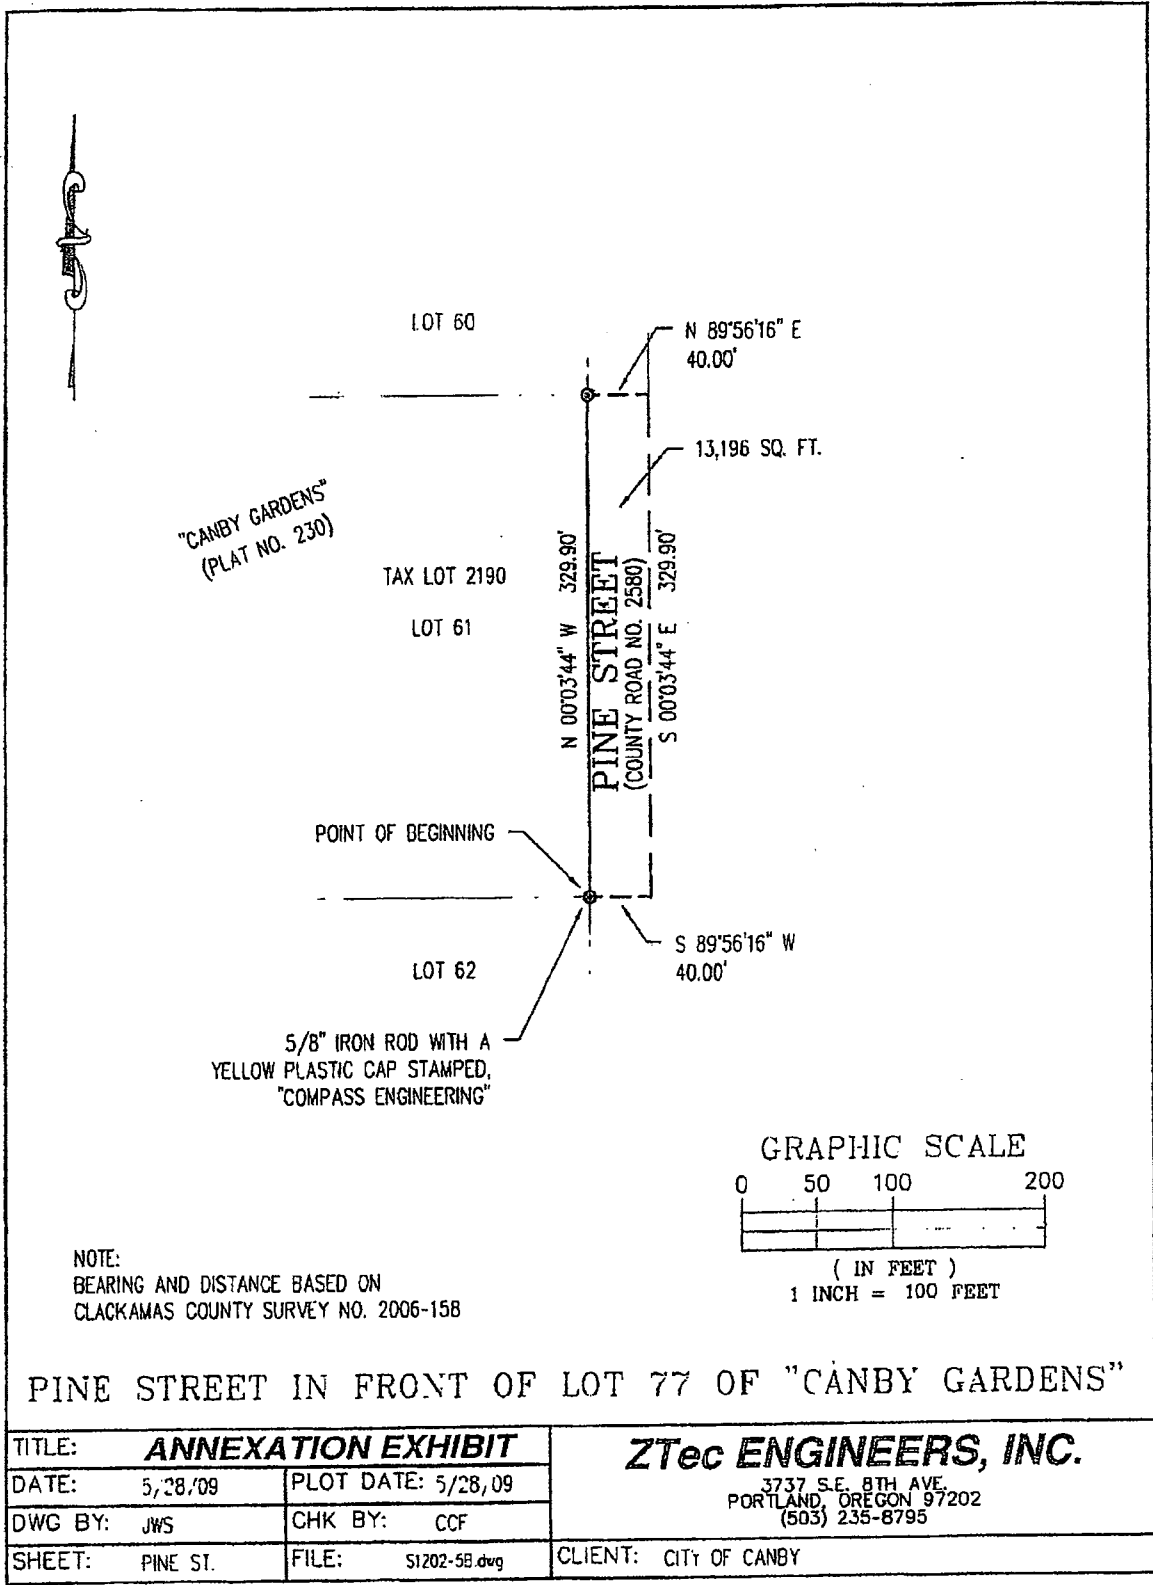 LOT 60
N 89°56'16" E
40.00'
13,196 SQ. FT.
"CANBY GARDENS"
(PLAT NO. 230)
TAX LOT 2190
LOT 61
N 00°03'44" W 329.90'
PINE STREET
(COUNTY ROAD NO. 2580)
S 00°03'44" E 329.90'
POINT OF BEGINNING
S 89°56'16" W
40.00'
LOT 62
5/8" IRON ROD WITH A
YELLOW PLASTIC CAP STAMPED,
"COMPASS ENGINEERING"
GRAPHIC SCALE
0 50 100 200
( IN FEET )
1 INCH = 100 FEET
NOTE:
BEARING AND DISTANCE BASED ON
CLACKAMAS COUNTY SURVEY NO. 2006-158
PINE STREET IN FRONT OF LOT 77 OF "CANBY GARDENS"
TITLE: ANNEXATION EXHIBIT
DATE: 5/28/09 PLOT DATE: 5/28/09
DWG BY: JWS CHK BY: CCF
SHEET: PINE ST. FILE: S1202-5B.dwg
ZTec ENGINEERS, INC.
3737 S.E. 8TH AVE.
PORTLAND, OREGON 97202
(503) 235-8795
CLIENT: CITY OF CANBY